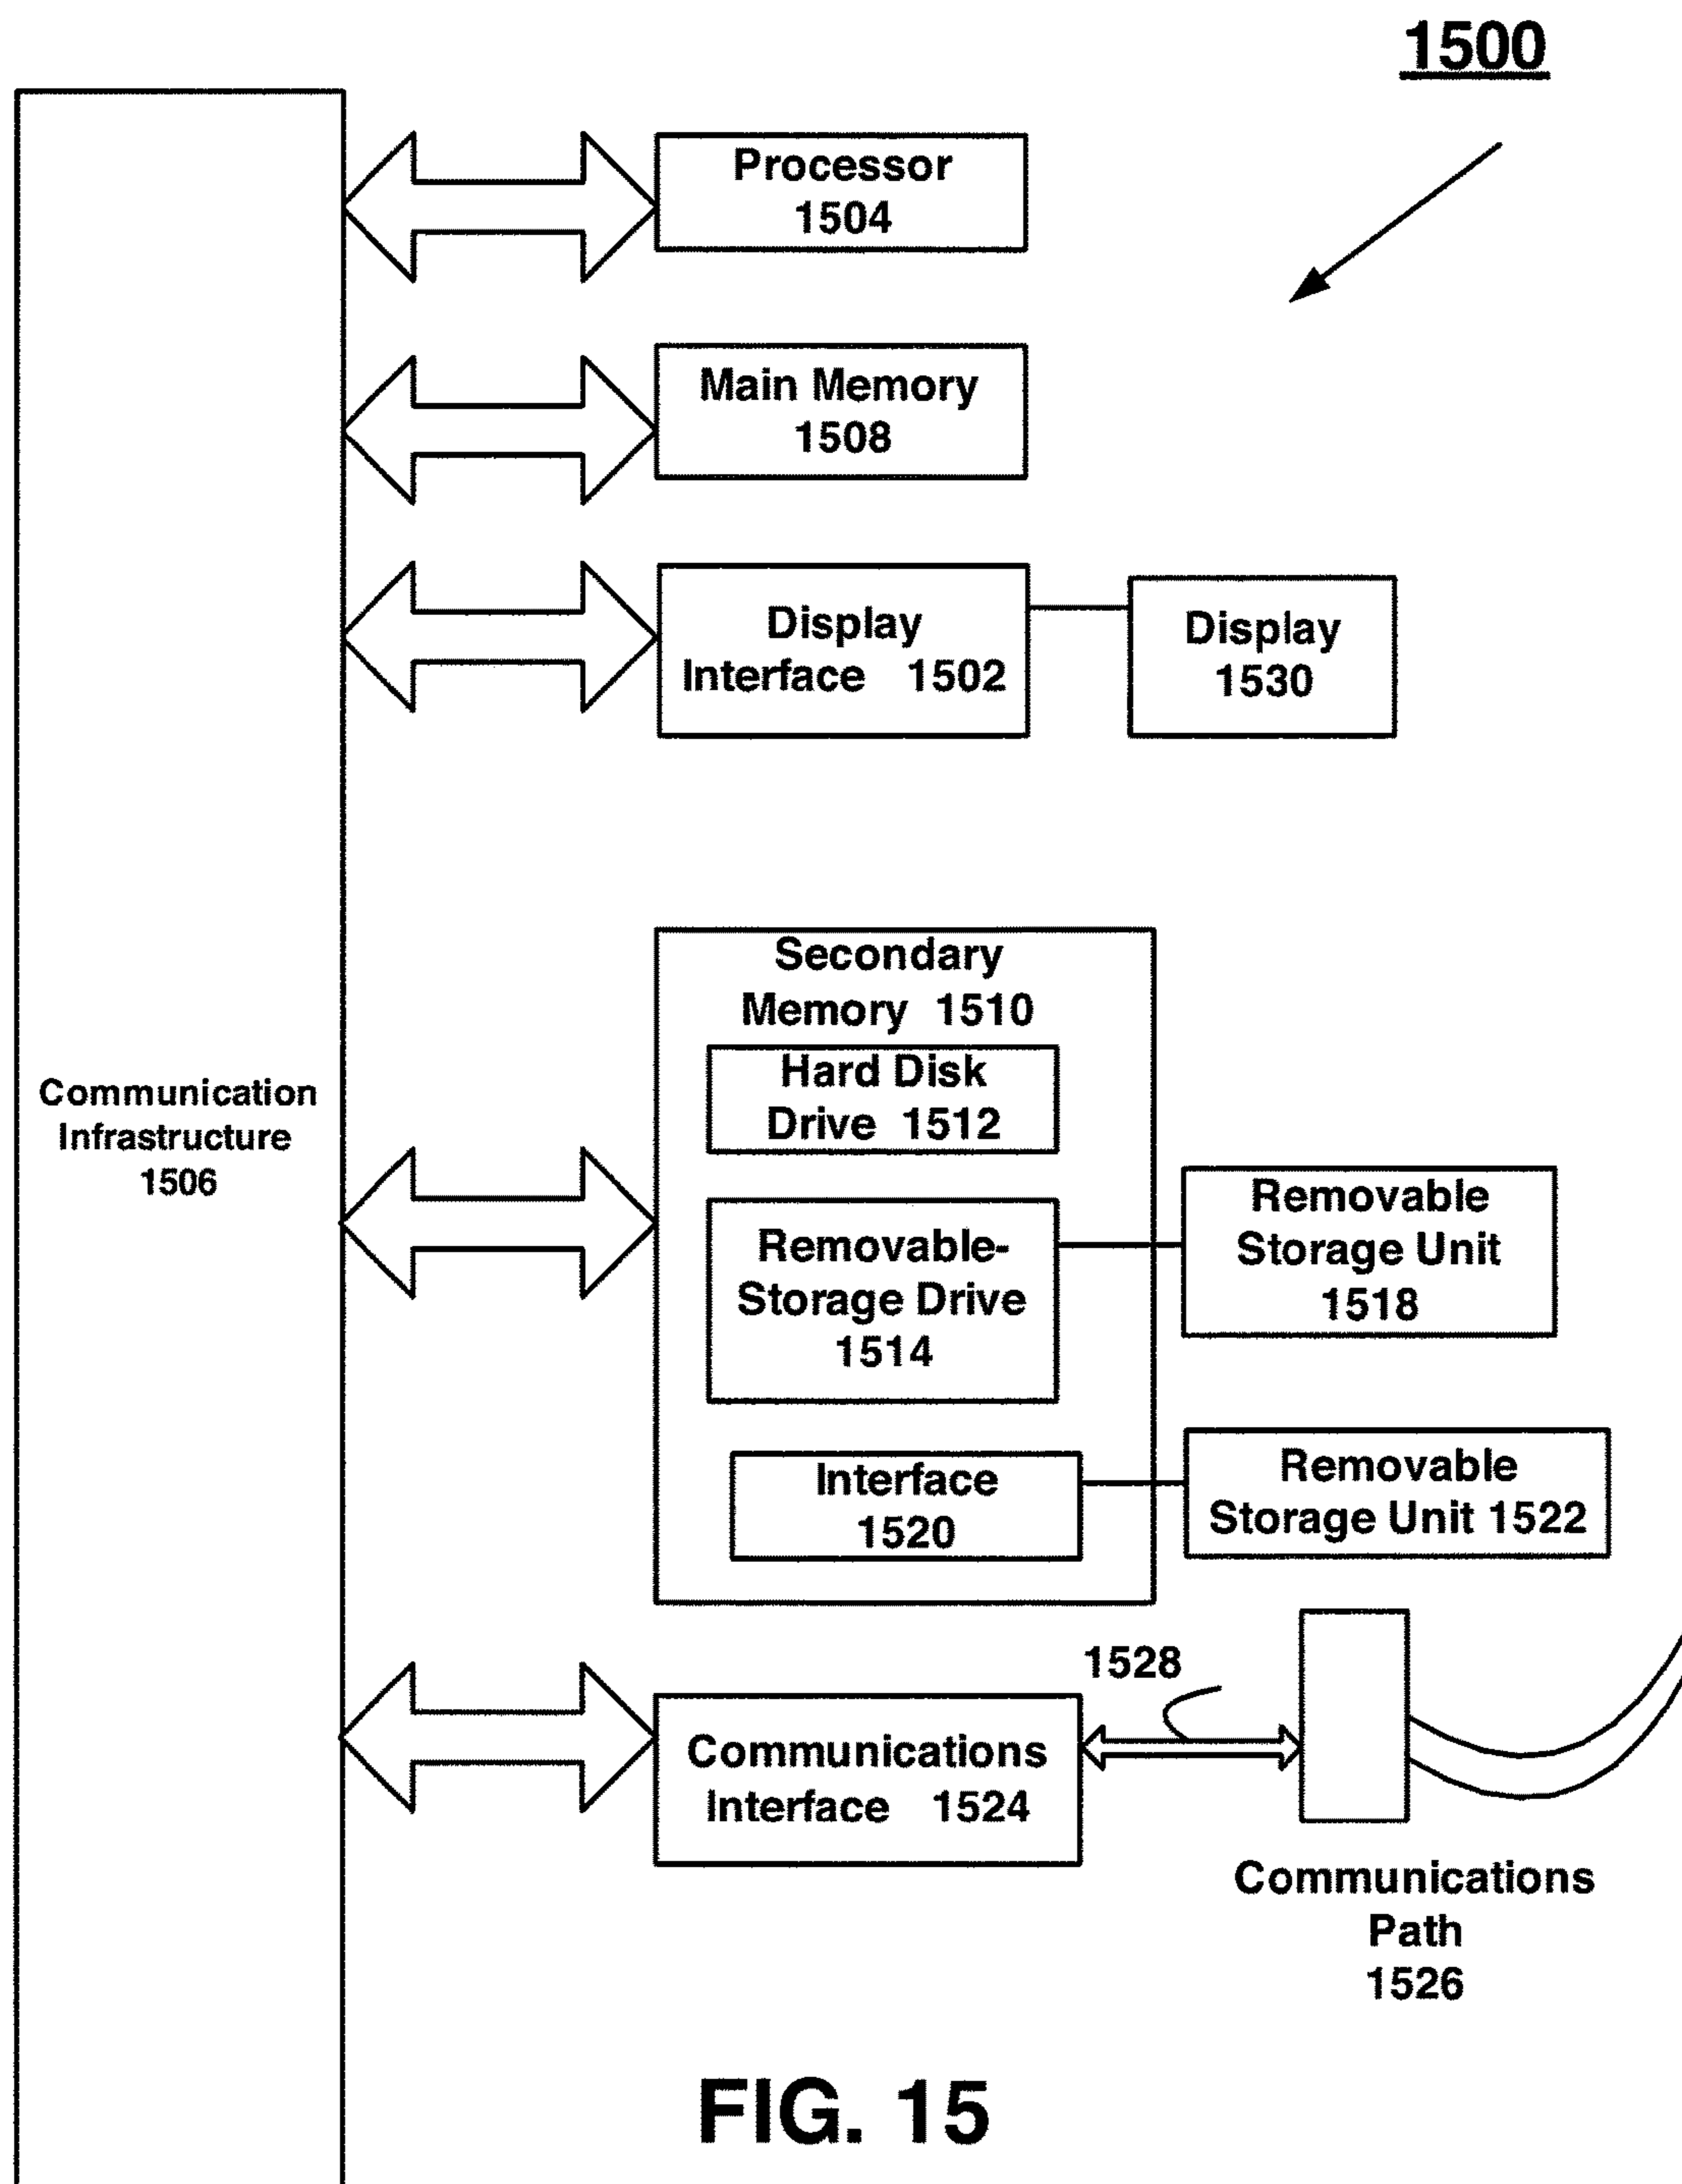 1500
Processor
1504
Main Memory
1508
Display
Interface 1502
Display
1530
Communication
Infrastructure
1506
Secondary
Memory 1510
Hard Disk
Drive 1512
Removable-
Storage Drive
1514
Removable
Storage Unit
1518
Interface
1520
Removable
Storage Unit 1522
1528
Communications
Interface 1524
Communications
Path
1526
FIG. 15